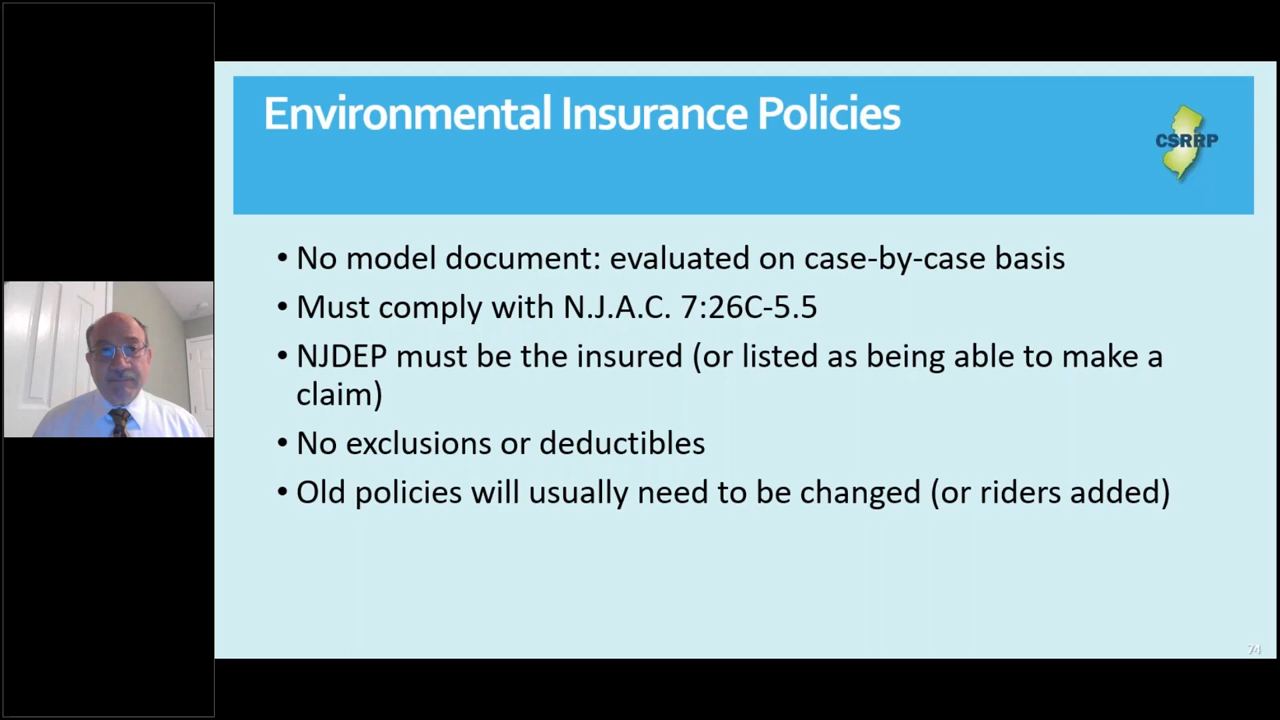 Environmental Insurance Policies
CSRRP
• No model document: evaluated on case-by-case basis
• Must comply with N.J.A.C. 7:26C-5.5
• NJDEP must be the insured (or listed as being able to make a
claim)
• No exclusions or deductibles
• Old policies will usually need to be changed (or riders added)
74